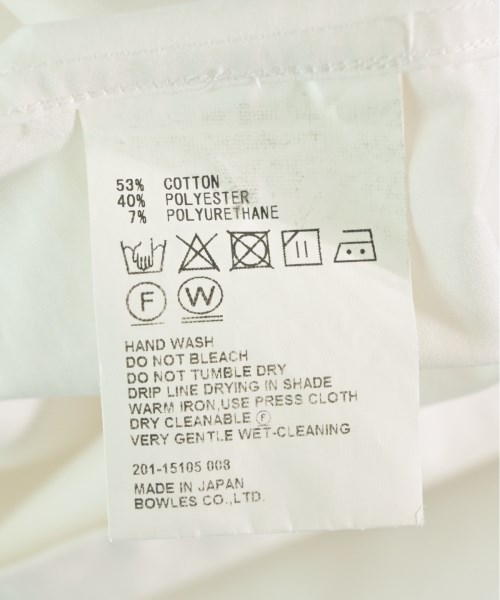 53% COTTON
40% POLYESTER
7% POLYURETHANE
F W
HAND WASH
DO NOT BLEACH
DO NOT TUMBLE DRY
DRIP LINE DRYING IN SHADE
WARM IRON,USE PRESS CLOTH
DRY CLEANABLE Ⓕ
VERY GENTLE WET-CLEANING
201-15105 008
MADE IN JAPAN
BOWLES CO.,LTD.